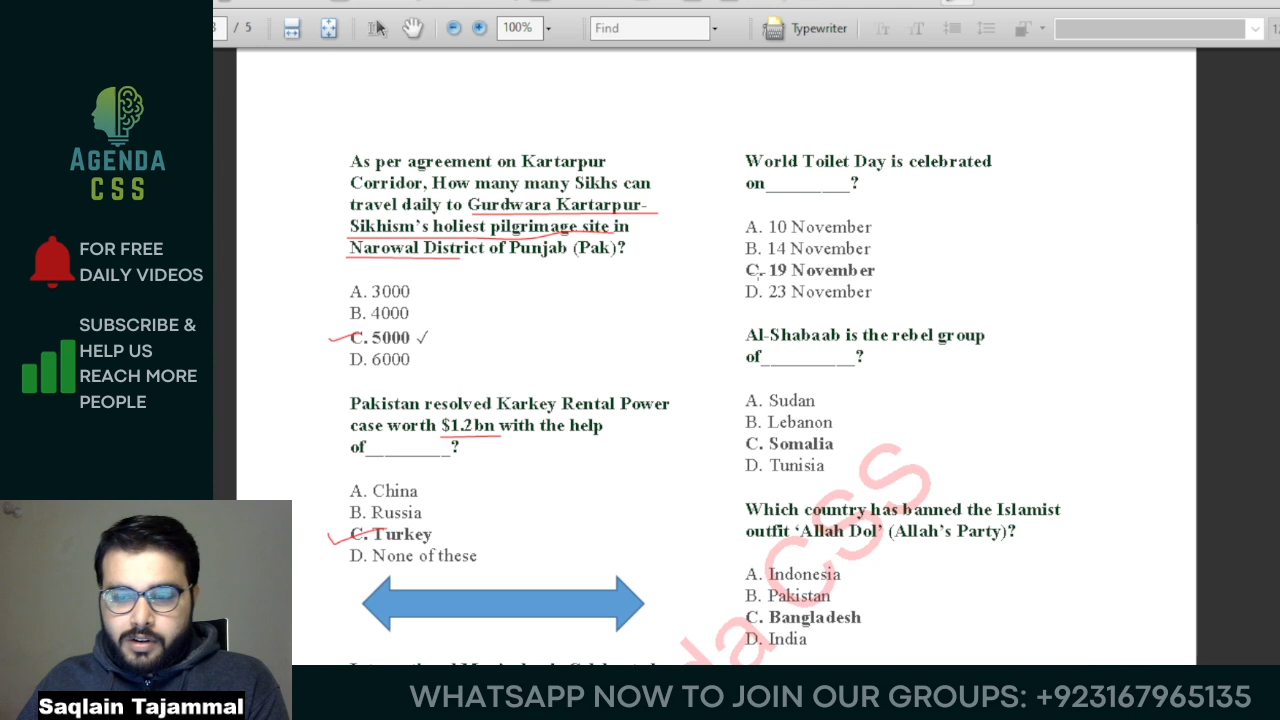 3 / 5
100%
Find
Typewriter
AGENDA
CSS
FOR FREE
DAILY VIDEOS
SUBSCRIBE &
HELP US
REACH MORE
PEOPLE
As per agreement on Kartarpur
Corridor, How many many Sikhs can
travel daily to Gurdwara Kartarpur-
Sikhism's holiest pilgrimage site in
Narowal District of Punjab (Pak)?
A. 3000
B. 4000
C. 5000 ✓
D. 6000
Pakistan resolved Karkey Rental Power
case worth $1.2bn with the help
of_________?
A. China
B. Russia
C. Turkey
D. None of these
World Toilet Day is celebrated
on_________?
A. 10 November
B. 14 November
C. 19 November
D. 23 November
Al-Shabaab is the rebel group
of__________?
A. Sudan
B. Lebanon
C. Somalia
D. Tunisia
Which country has banned the Islamist
outfit ‘Allah Dol’ (Allah's Party)?
A. Indonesia
B. Pakistan
C. Bangladesh
D. India
da CSS
Saqlain Tajammal
WHATSAPP NOW TO JOIN OUR GROUPS: +923167965135